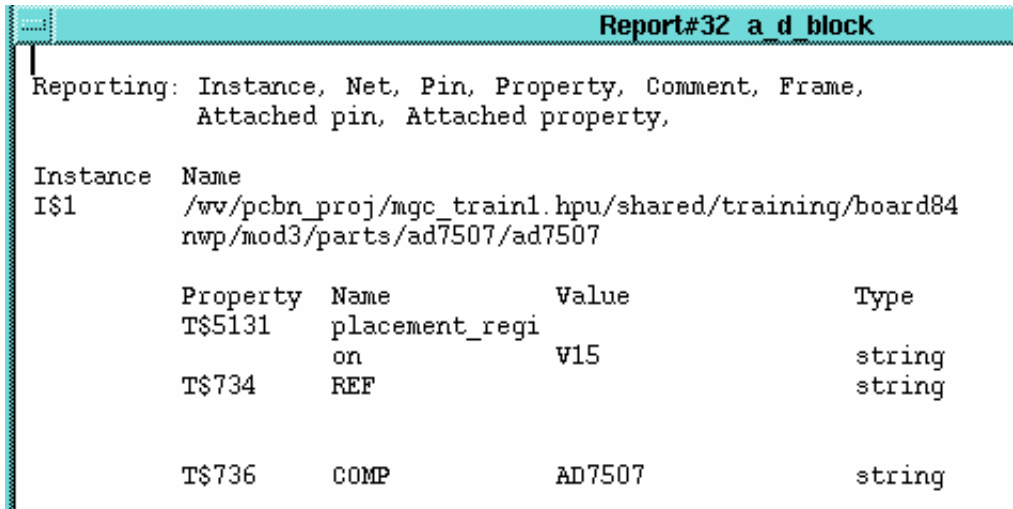 Report#32 a_d_block
Reporting: Instance, Net, Pin, Property, Comment, Frame,
Attached pin, Attached property,
Instance Name
I$1 /wv/pcbn_proj/mgc_train1.hpu/shared/training/board84
nwp/mod3/parts/ad7507/ad7507
Property Name Value Type
T$5131 placement_regi
on V15 string
T$734 REF string
T$736 COMP AD7507 string